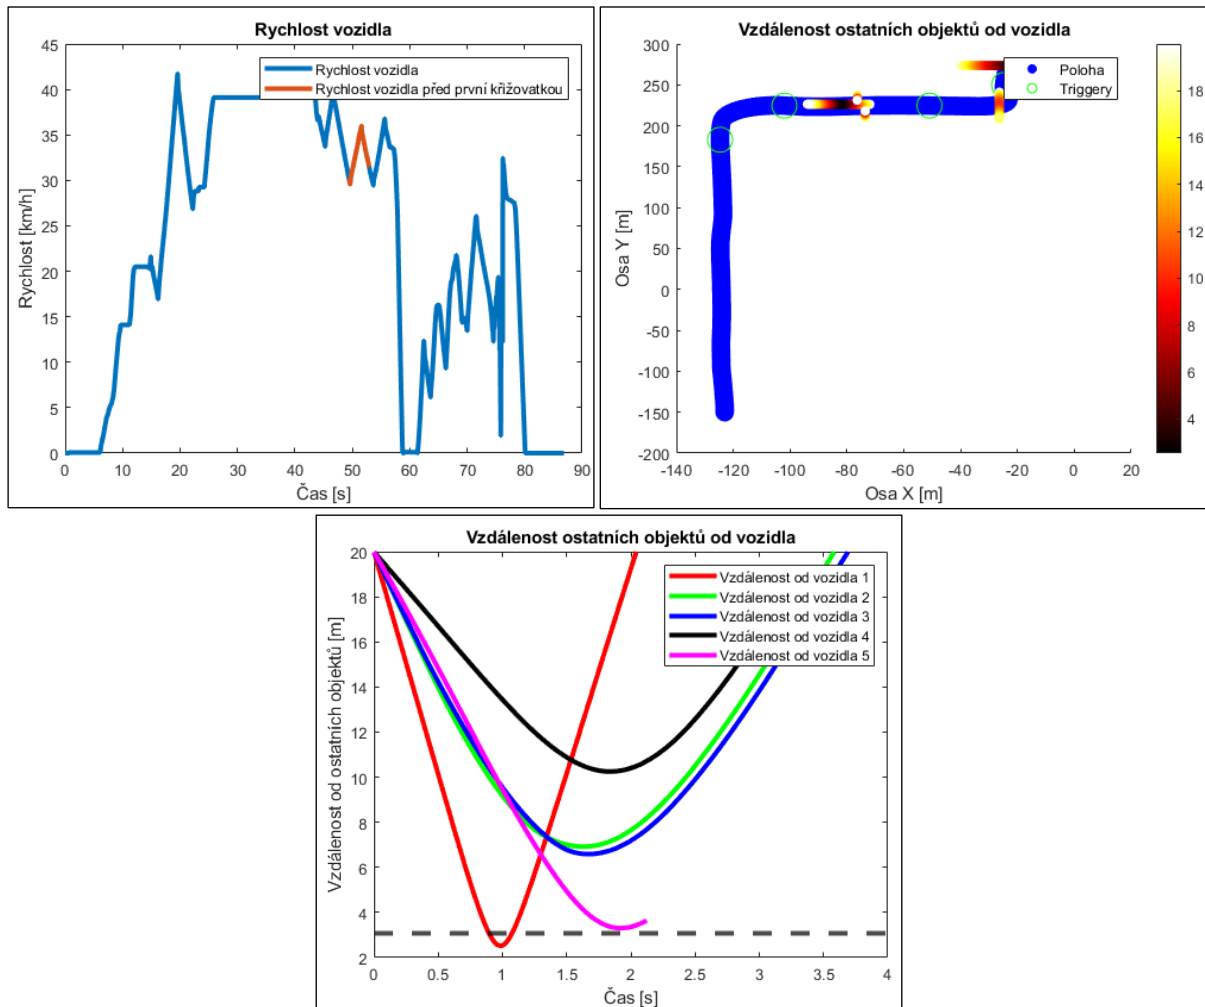 Rychlost vozidla
Rychlost vozidla
Rychlost vozidla před první křižovatkou
Rychlost [km/h]
45
40
35
30
25
20
15
10
5
0
0 10 20 30 40 50 60 70 80 90
Čas [s]
Vzdálenost ostatních objektů od vozidla
Poloha
Triggery
Osa Y [m]
300
250
200
150
100
50
0
-50
-100
-150
-200
-140 -120 -100 -80 -60 -40 -20 0 20
Osa X [m]
18
16
14
12
10
8
6
4
Vzdálenost ostatních objektů od vozidla
Vzdálenost od vozidla 1
Vzdálenost od vozidla 2
Vzdálenost od vozidla 3
Vzdálenost od vozidla 4
Vzdálenost od vozidla 5
Vzdálenost od ostatních objektů [m]
20
18
16
14
12
10
8
6
4
2
0 0.5 1 1.5 2 2.5 3 3.5 4
Čas [s]